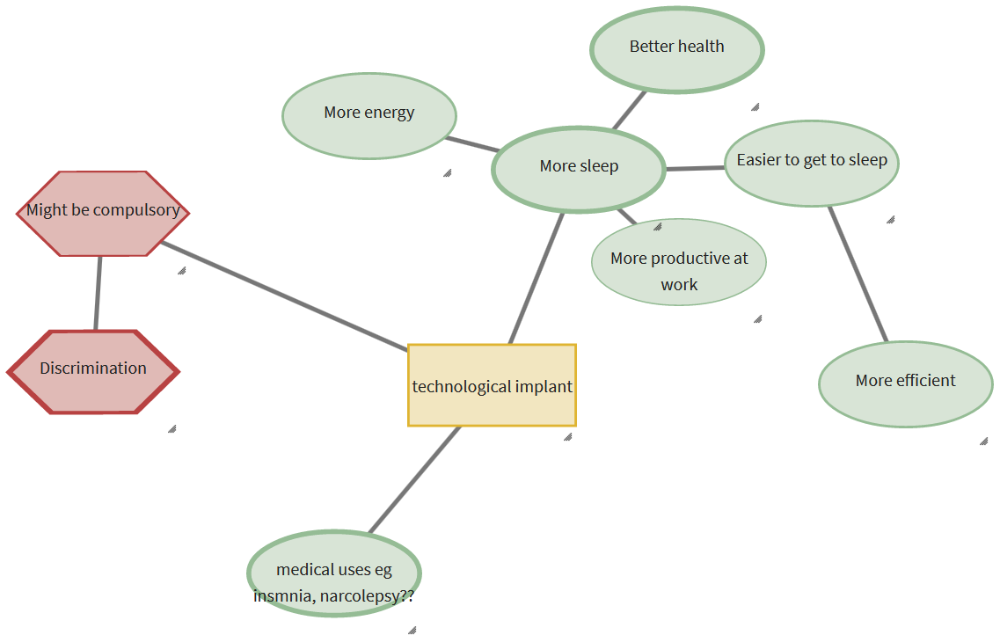 Better health
More energy
More sleep
Easier to get to sleep
Might be compulsory
More productive at
work
Discrimination
technological implant
More efficient
medical uses eg
insmnia, narcolepsy??